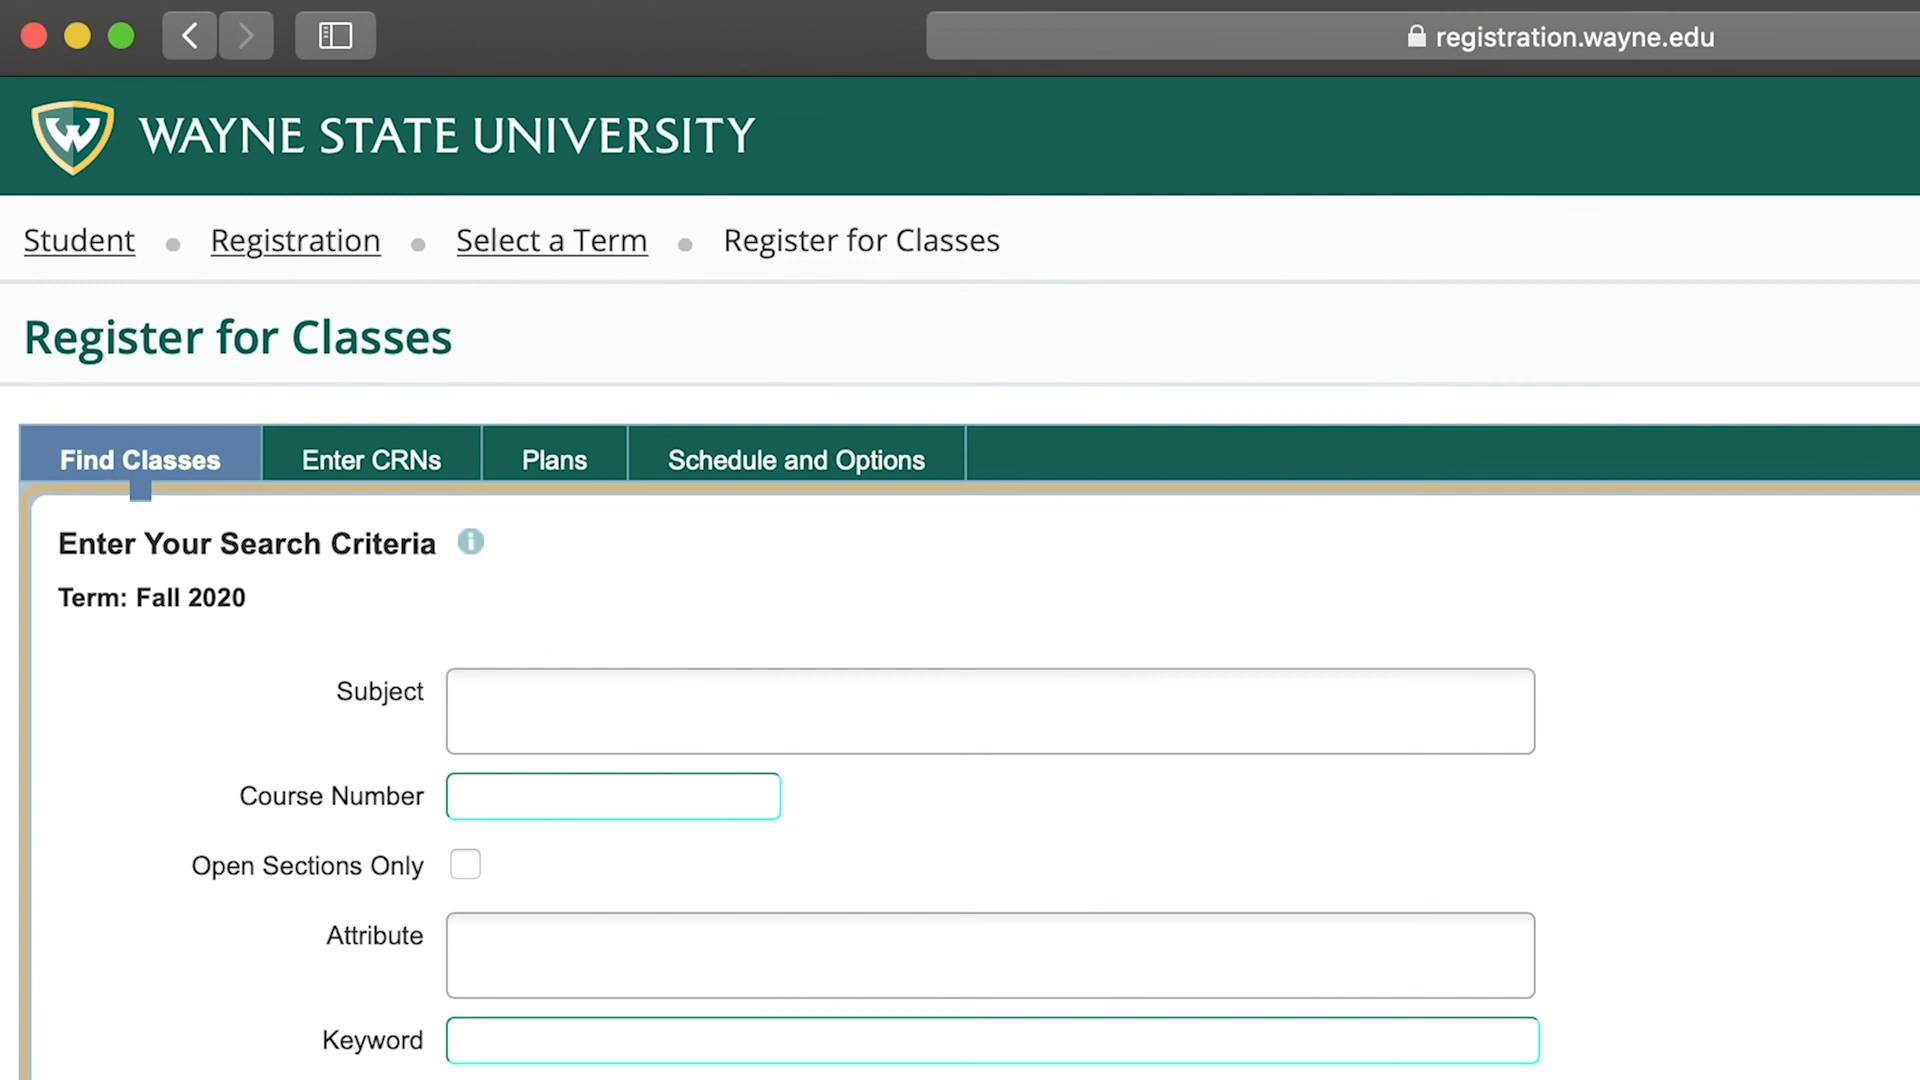 registration.wayne.edu
W WAYNE STATE UNIVERSITY
Student Registration Select a Term Register for Classes
Register for Classes
Find Classes Enter CRNs Plans Schedule and Options
Enter Your Search Criteria i
Term: Fall 2020
Subject
Course Number
Open Sections Only
Attribute
Keyword